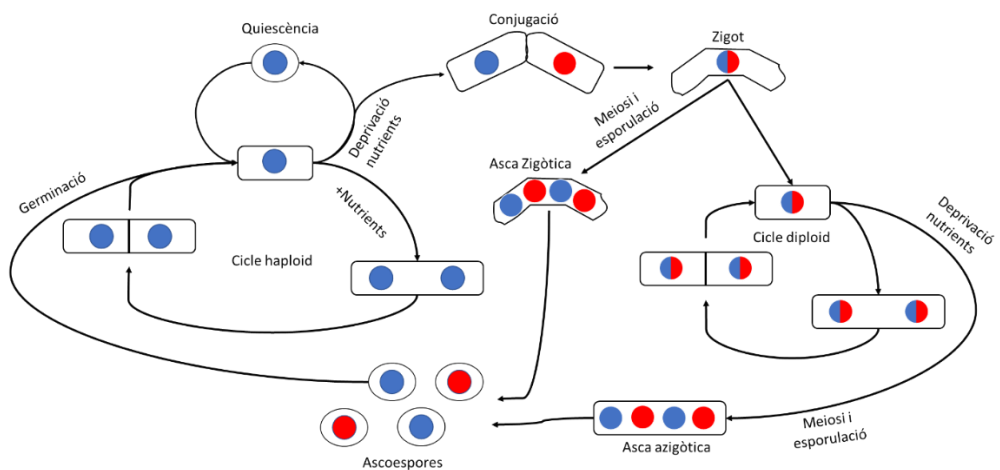 Quiescència
Conjugació
Zigot
Deprivació
nutrients
Meiosi i
esporulació
Asca Zigòtica
Germinació
+Nutrients
Cicle haploid
Cicle diploid
Deprivació
nutrients
Meiosi i
esporulació
Asca azigòtica
Ascoespores